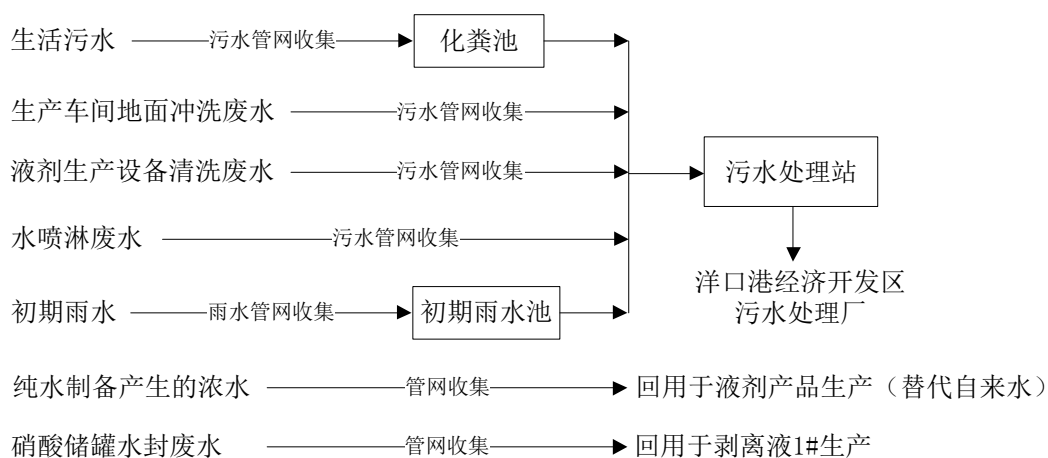 生活污水 污水管网收集 化粪池
生产车间地面冲洗废水 污水管网收集
液剂生产设备清洗废水 污水管网收集 污水处理站
水喷淋废水 污水管网收集
洋口港经济开发区
污水处理厂
初期雨水 雨水管网收集 初期雨水池
纯水制备产生的浓水 管网收集 回用于液剂产品生产（替代自来水）
硝酸储罐水封废水 管网收集 回用于剥离液1#生产